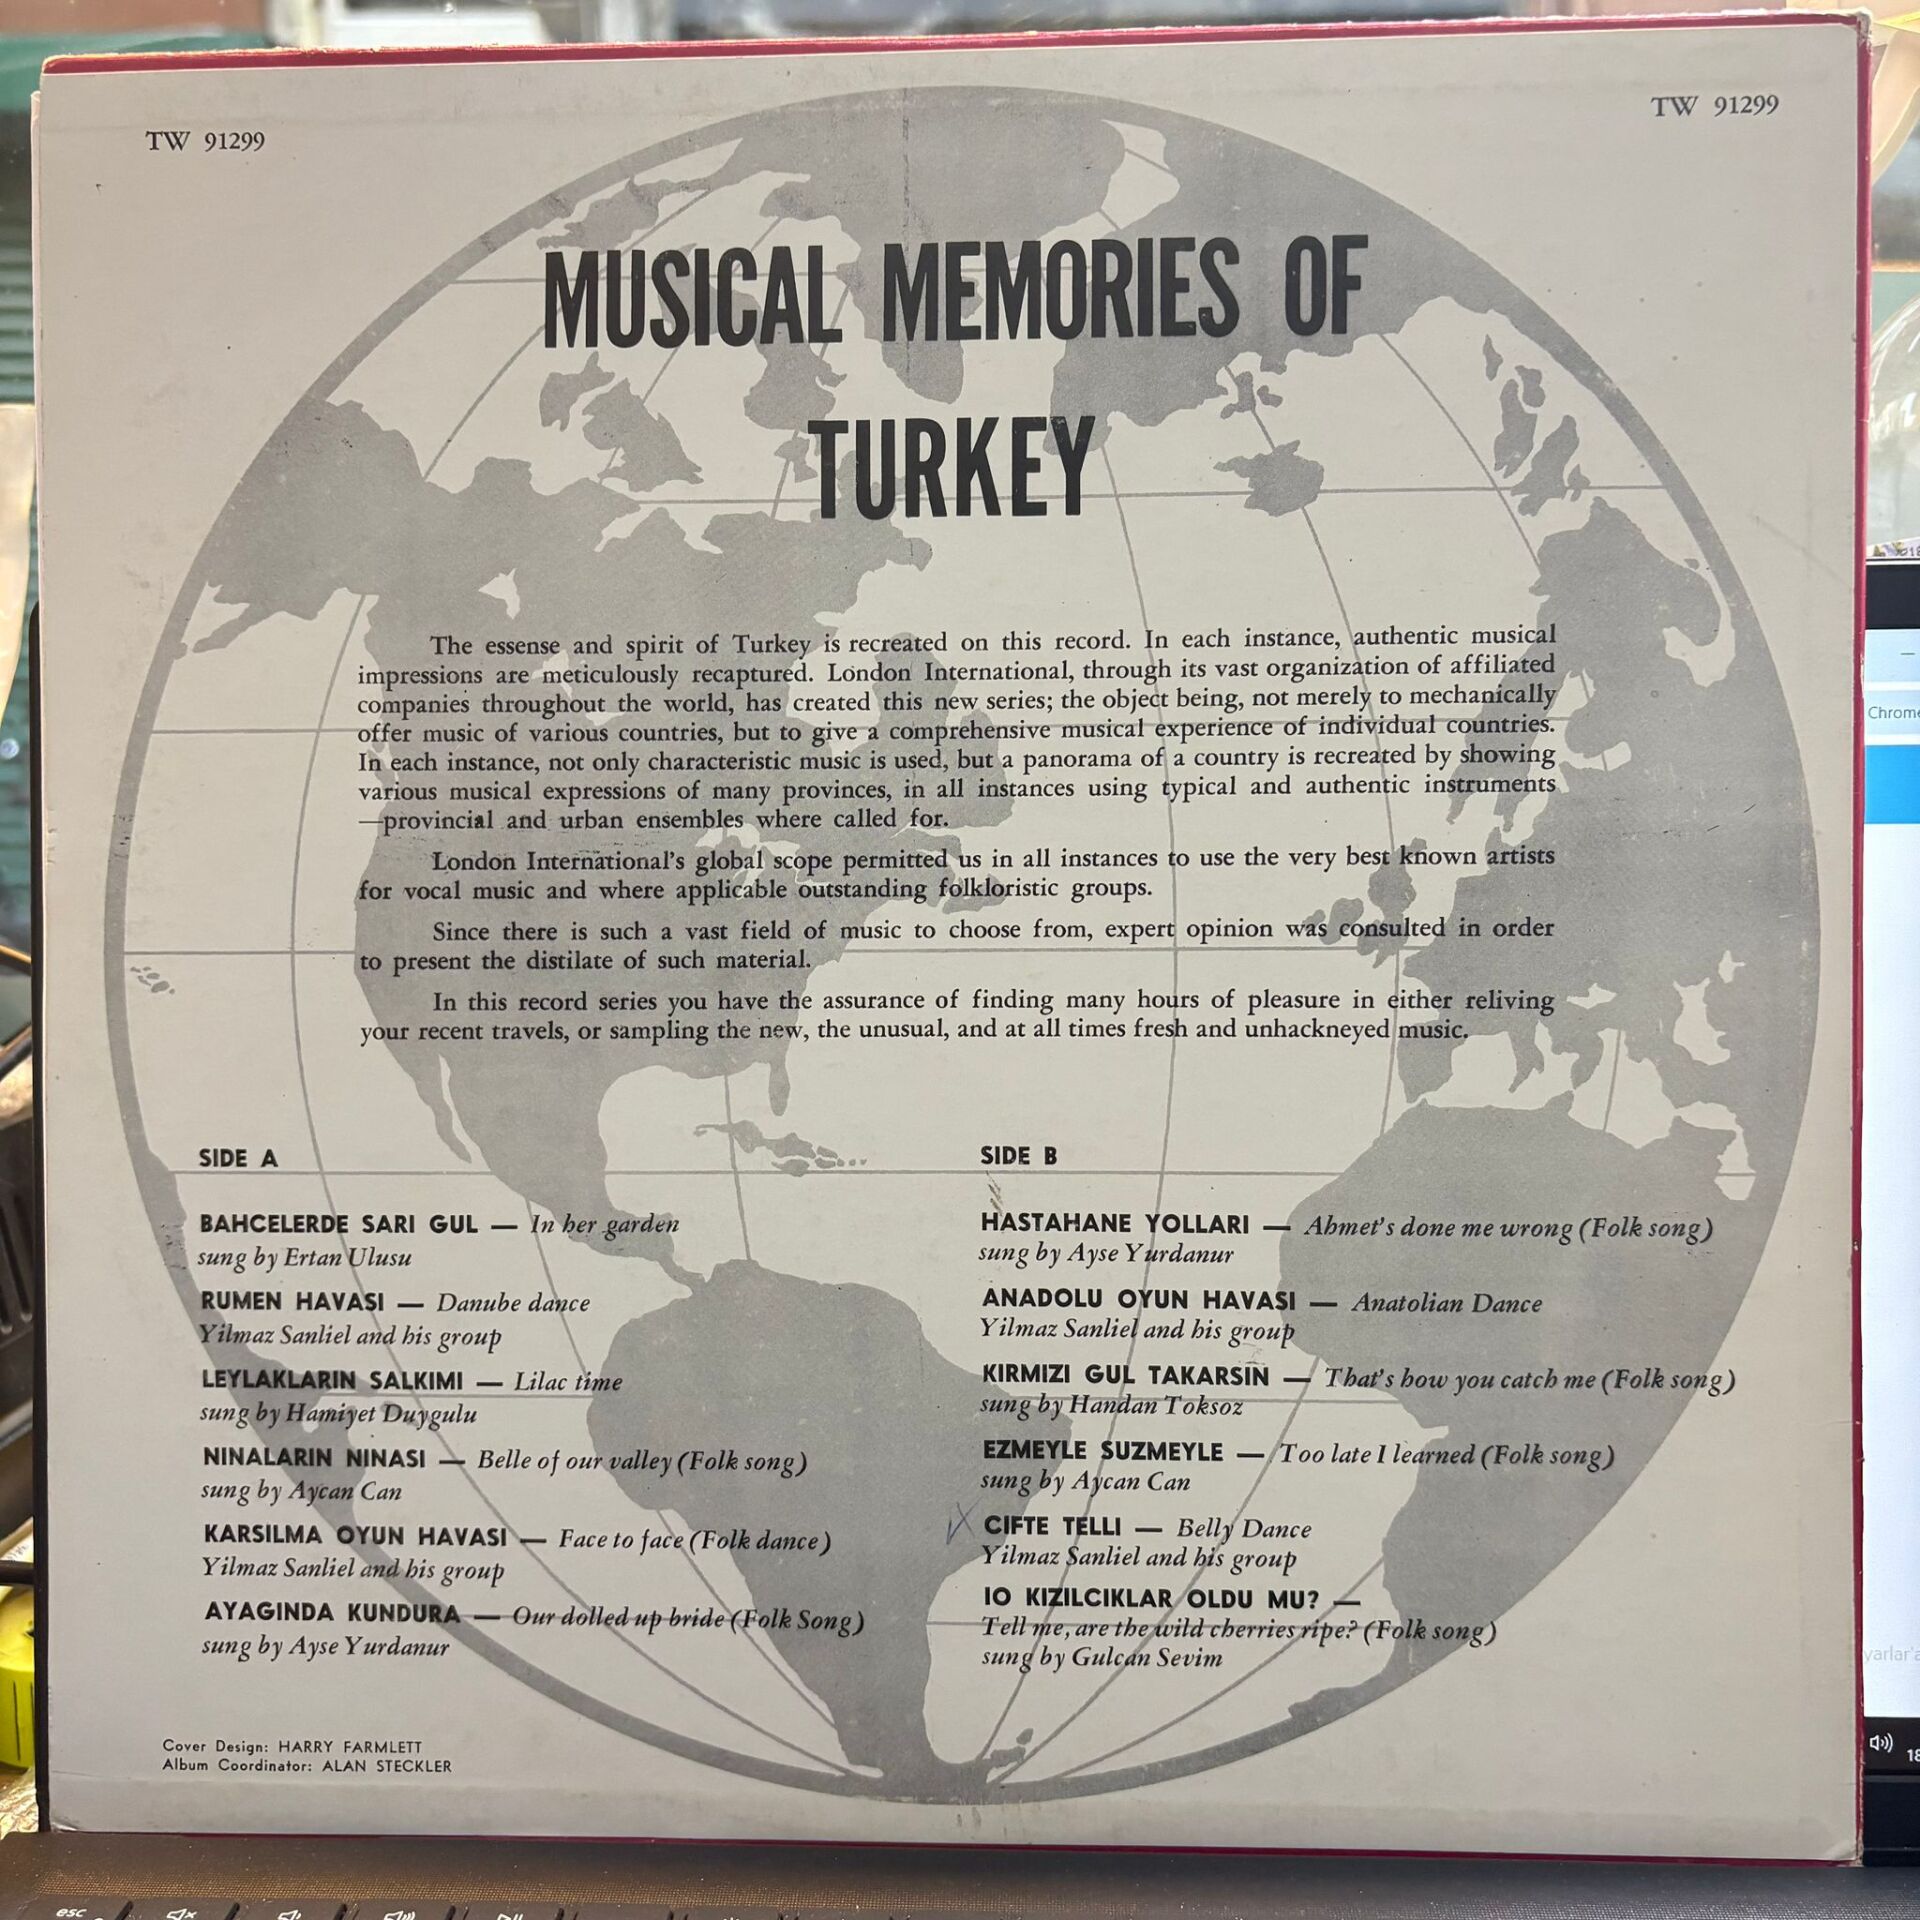 TW 91299
TW 91299
MUSICAL MEMORIES OF
TURKEY
The essense and spirit of Turkey is recreated on this record. In each instance, authentic musical
impressions are meticulously recaptured. London International, through its vast organization of affiliated
companies throughout the world, has created this new series; the object being, not merely to mechanically
offer music of various countries, but to give a comprehensive musical experience of individual countries.
In each instance, not only characteristic music is used, but a panorama of a country is recreated by showing
various musical expressions of many provinces, in all instances using typical and authentic instruments
—provincial and urban ensembles where called for.
London International's global scope permitted us in all instances to use the very best known artists
for vocal music and where applicable outstanding folkloristic groups.
Since there is such a vast field of music to choose from, expert opinion was consulted in order
to present the distilate of such material.
In this record series you have the assurance of finding many hours of pleasure in either reliving
your recent travels, or sampling the new, the unusual, and at all times fresh and unhackneyed music.
SIDE A
BAHCELERDE SARI GUL — In her garden
sung by Ertan Ulusu
RUMEN HAVASI — Danube dance
Yilmaz Sanliel and his group
LEYLAKLARIN SALKIMI — Lilac time
sung by Hamiyet Duygulu
NINALARIN NINASI — Belle of our valley (Folk song)
sung by Aycan Can
KARSILMA OYUN HAVASI — Face to face (Folk dance)
Yilmaz Sanliel and his group
AYAGINDA KUNDURA — Our dolled up bride (Folk Song)
sung by Ayse Yurdanur
SIDE B
HASTAHANE YOLLARI — Ahmet's done me wrong (Folk song)
sung by Ayse Yurdanur
ANADOLU OYUN HAVASI — Anatolian Dance
Yilmaz Sanliel and his group
KIRMIZI GUL TAKARSIN — That's how you catch me (Folk song)
sung by Handan Toksoz
EZMEYLE SUZMEYLE — Too late I learned (Folk song)
sung by Aycan Can
CIFTE TELLI — Belly Dance
Yilmaz Sanliel and his group
IO KIZILCIKLAR OLDU MU? —
Tell me, are the wild cherries ripe? (Folk song)
sung by Gulcan Sevim
Cover Design: HARRY FARMLETT
Album Coordinator: ALAN STECKLER
Chrome
esc